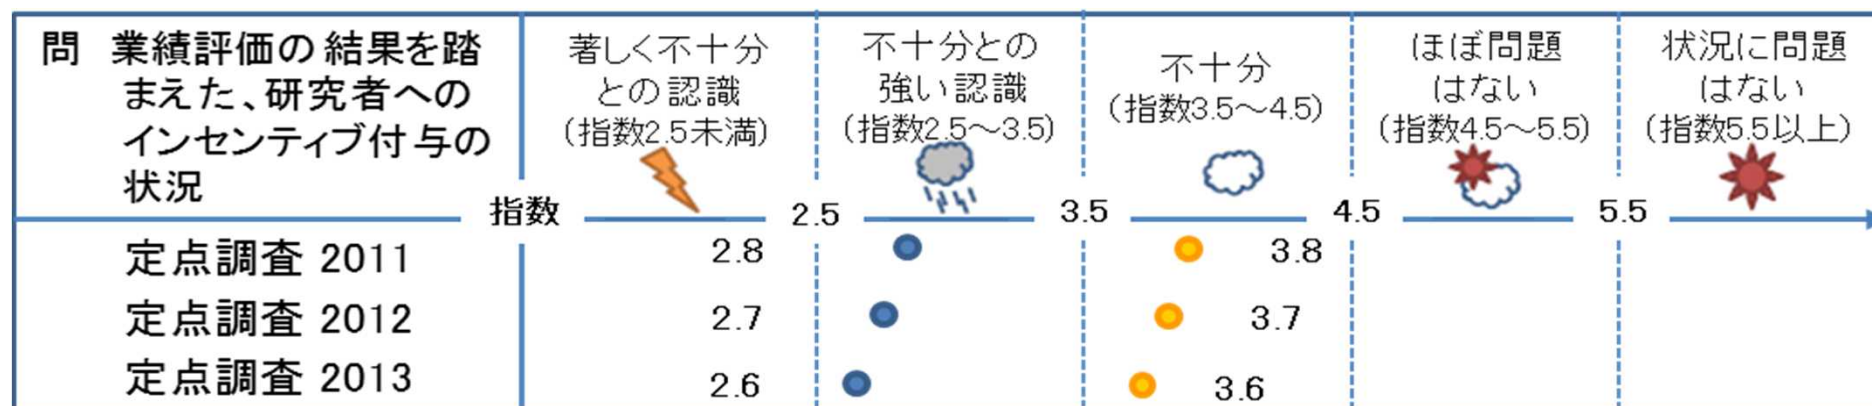 問 業績評価の結果を踏
まえた、研究者への
インセンティブ付与の
状況
著しく不十分
との認識
(指数2.5未満)
不十分との
強い認識
(指数2.5～3.5)
不十分
(指数3.5～4.5)
ほぼ問題
はない
(指数4.5～5.5)
状況に問題
はない
(指数5.5以上)
指数 2.5 3.5 4.5 5.5
定点調査 2011 2.8 3.8
定点調査 2012 2.7 3.7
定点調査 2013 2.6 3.6